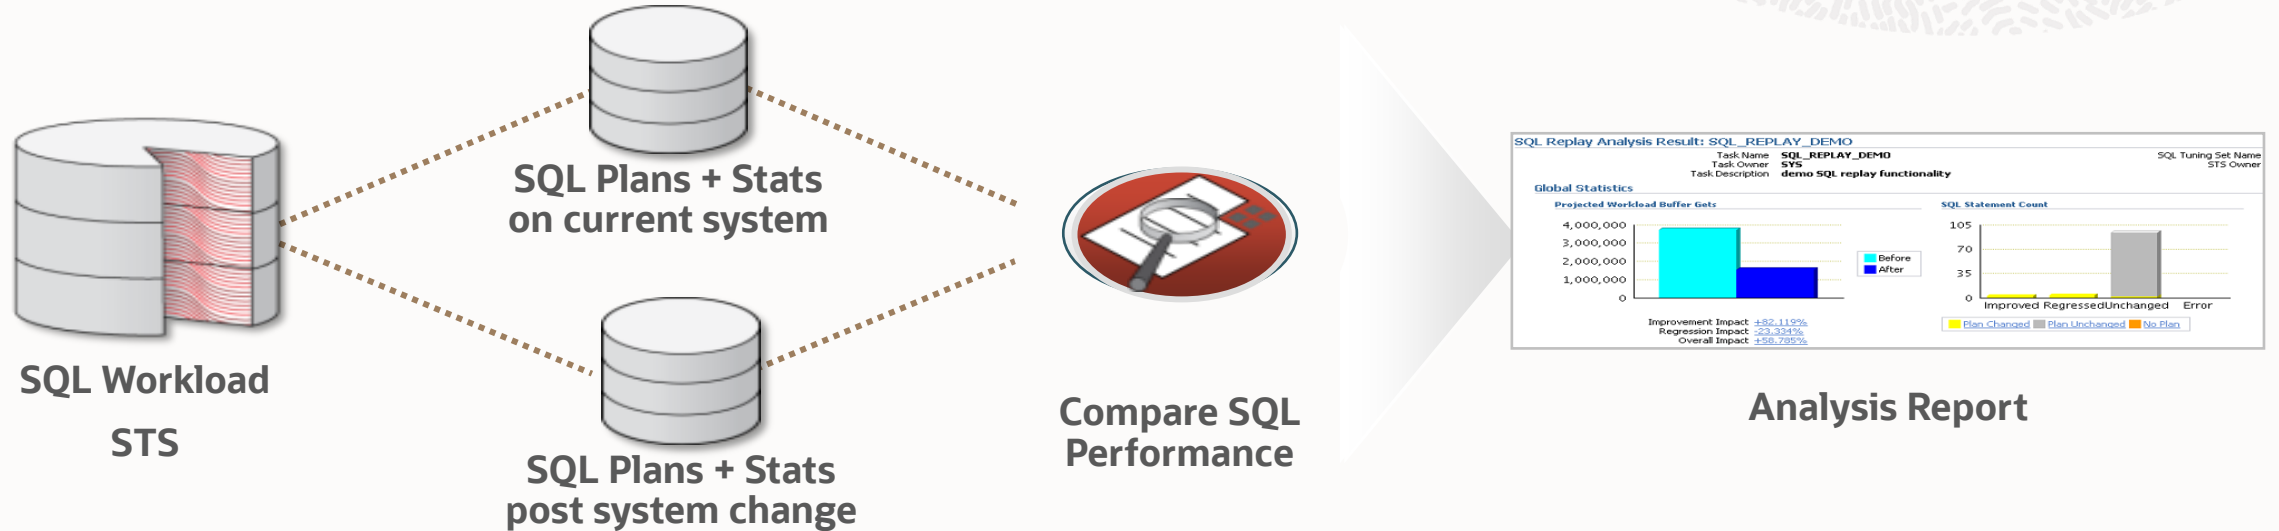 SQL Workload
STS
SQL Plans + Stats
on current system
SQL Plans + Stats
post system change
Compare SQL
Performance
SQL Replay Analysis Result: SQL_REPLAY_DEMO
Task Name SQL_REPLAY_DEMO
SQL Tuning Set Name
Task Owner SYS
STS Owner
Task Description demo SQL replay functionality
Global Statistics
Projected Workload Buffer Gets
4,000,000
3,000,000
2,000,000
1,000,000
0
Before
After
Improvement Impact +82.119%
Regression Impact -23.334%
Overall Impact +58.785%
SQL Statement Count
105
70
35
0
Improved Regressed Unchanged Error
Plan Changed Plan Unchanged No Plan
Analysis Report